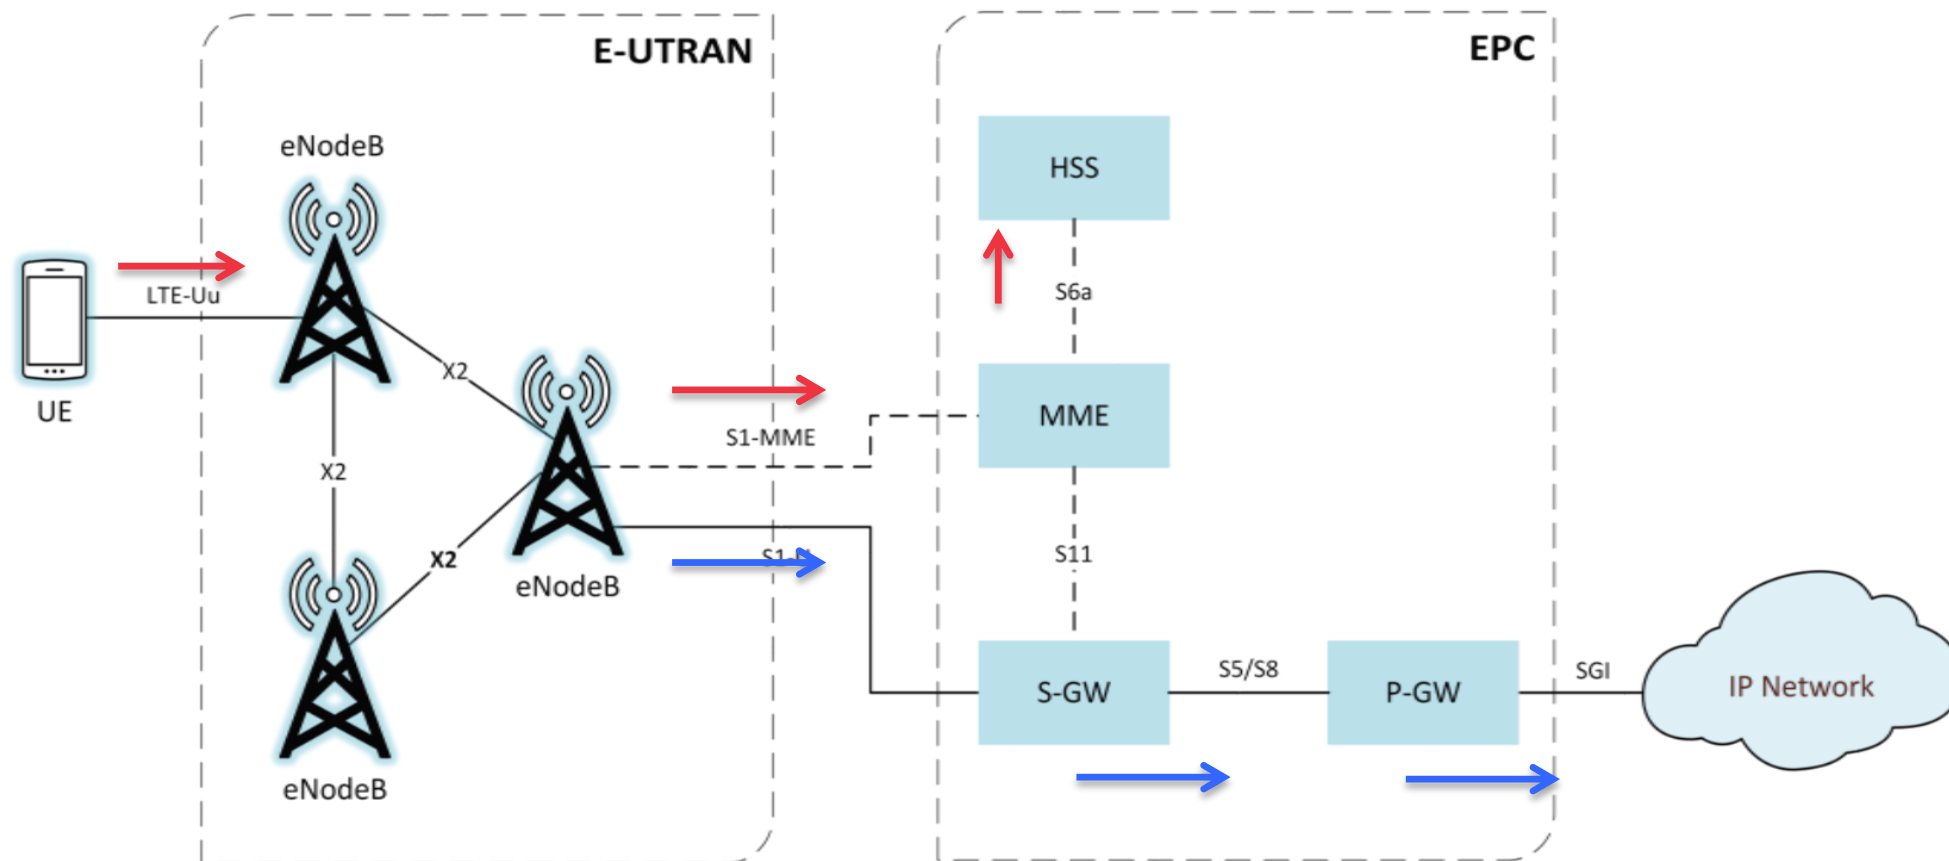 E-UTRAN
EPC
eNodeB
HSS
LTE-Uu
S6a
UE
X2
MME
S1-MME
X2
X2
S11
eNodeB
S5/S8
SGI
S-GW
P-GW
IP Network
eNodeB